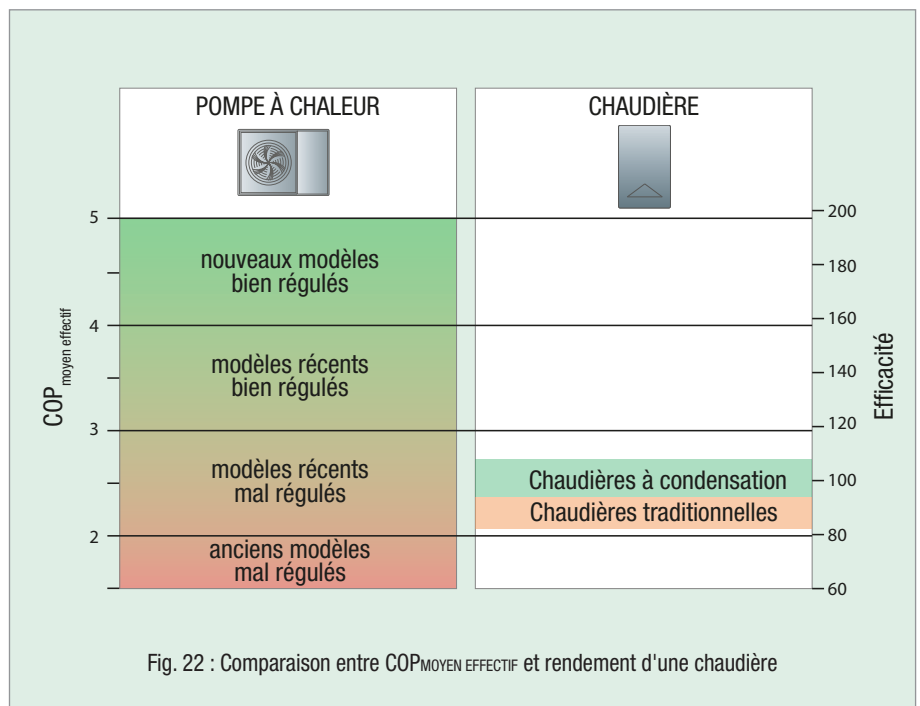 POMPE À CHALEUR
CHAUDIÈRE
5
4
3
2
COP moyen effectif
nouveaux modèles
bien régulés
modèles récents
bien régulés
modèles récents
mal régulés
anciens modèles
mal régulés
Chaudières à condensation
Chaudières traditionnelles
200
180
160
140
120
100
80
60
Efficacité
Fig. 22 : Comparaison entre COPMOYEN EFFECTIF et rendement d'une chaudière